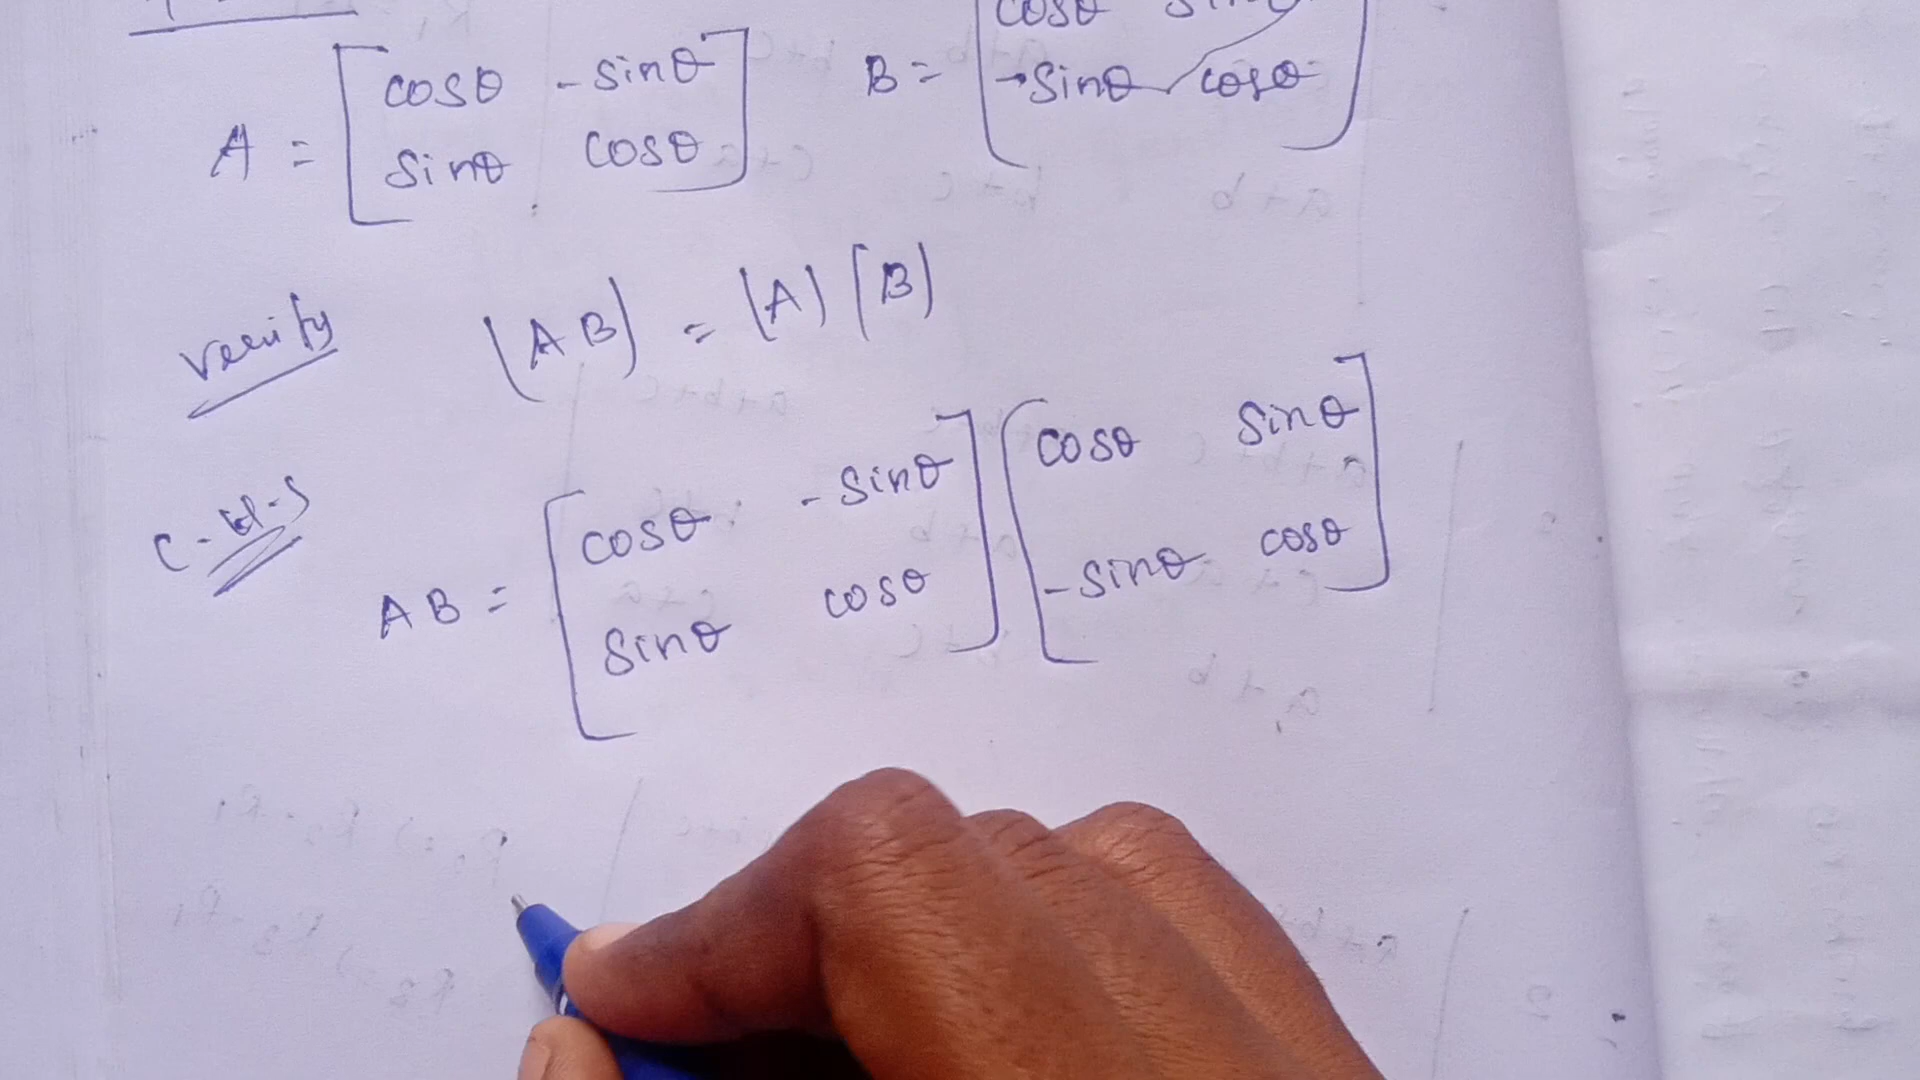 A = [cosθ -sinθ
sinθ cosθ] B = [cosθ sinθ
-sinθ cosθ]
verify |AB| = |A| |B|
AB = [cosθ -sinθ
sinθ cosθ] [cosθ sinθ
-sinθ cosθ]